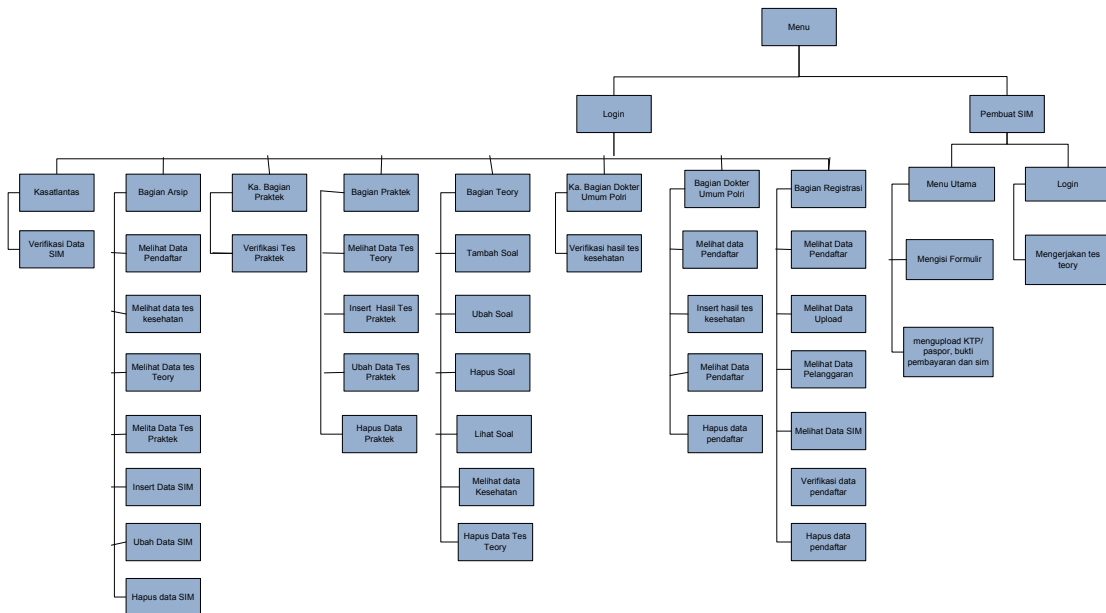 Menu
Login
Pembuat SIM
Kasatlantas
Verifikasi Data
SIM
Bagian Arsip
Melihat Data
Pendaftar
Melihat data tes
kesehatan
Melihat Data tes
Teory
Melita Data Tes
Praktek
Insert Data SIM
Ubah Data SIM
Hapus data SIM
Ka. Bagian
Praktek
Verifikasi Tes
Praktek
Bagian Praktek
Melihat Data Tes
Teory
Insert Hasil Tes
Praktek
Ubah Data Tes
Praktek
Hapus Data
Praktek
Bagian Teory
Tambah Soal
Ubah Soal
Hapus Soal
Lihat Soal
Melihat data
Kesehatan
Hapus Data Tes
Teory
Ka. Bagian Dokter
Umum Polri
Verifikasi hasil tes
kesehatan
Bagian Dokter
Umum Polri
Melihat data
Pendaftar
Insert hasil tes
kesehatan
Melihat Data
Pendaftar
Hapus data
pendaftar
Bagian Registrasi
Melihat Data
Pendaftar
Melihat Data
Upload
Melihat Data
Pelanggaran
Melihat Data SIM
Verifikasi data
pendaftar
Hapus data
pendaftar
Menu Utama
Mengisi Formulir
mengupload KTP/
paspor, bukti
pembayaran dan sim
Login
Mengerjakan tes
teory